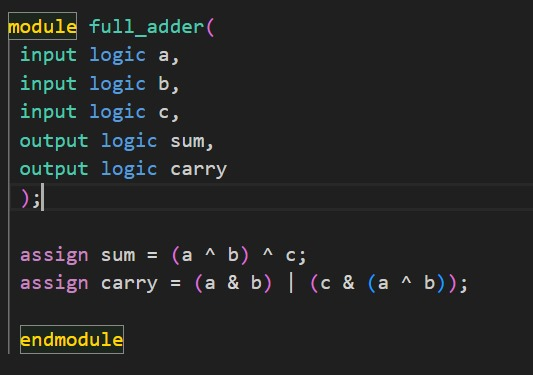 module full_adder(
input logic a,
input logic b,
input logic c,
output logic sum,
output logic carry
);
assign sum = (a ^ b) ^ c;
assign carry = (a & b) | (c & (a ^ b));
endmodule